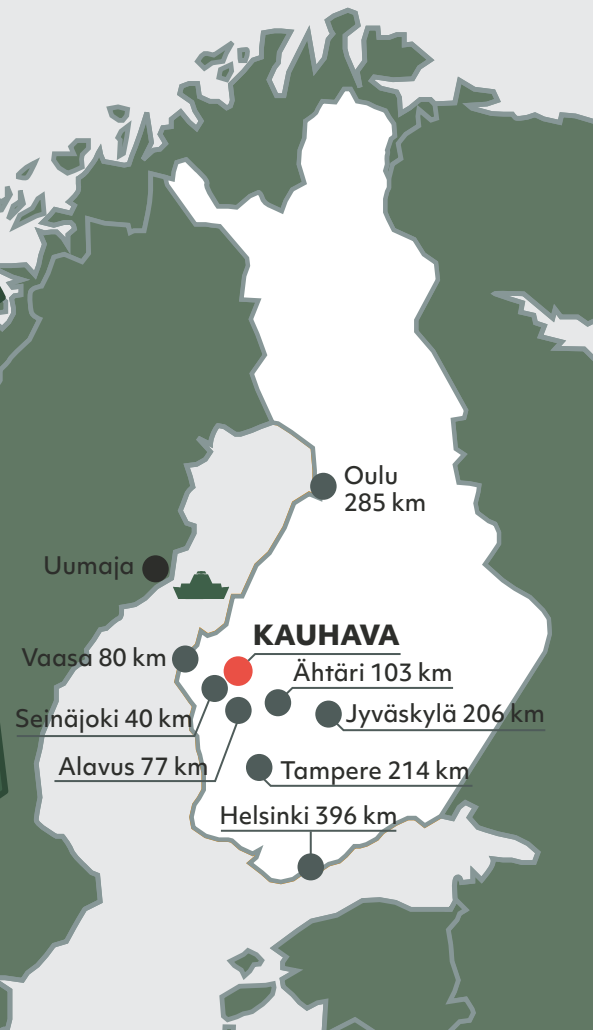 Oulu
285 km
Uumaja
KAUHAVA
Vaasa 80 km
Ähtäri 103 km
Seinäjoki 40 km
Jyväskylä 206 km
Alavus 77 km
Tampere 214 km
Helsinki 396 km